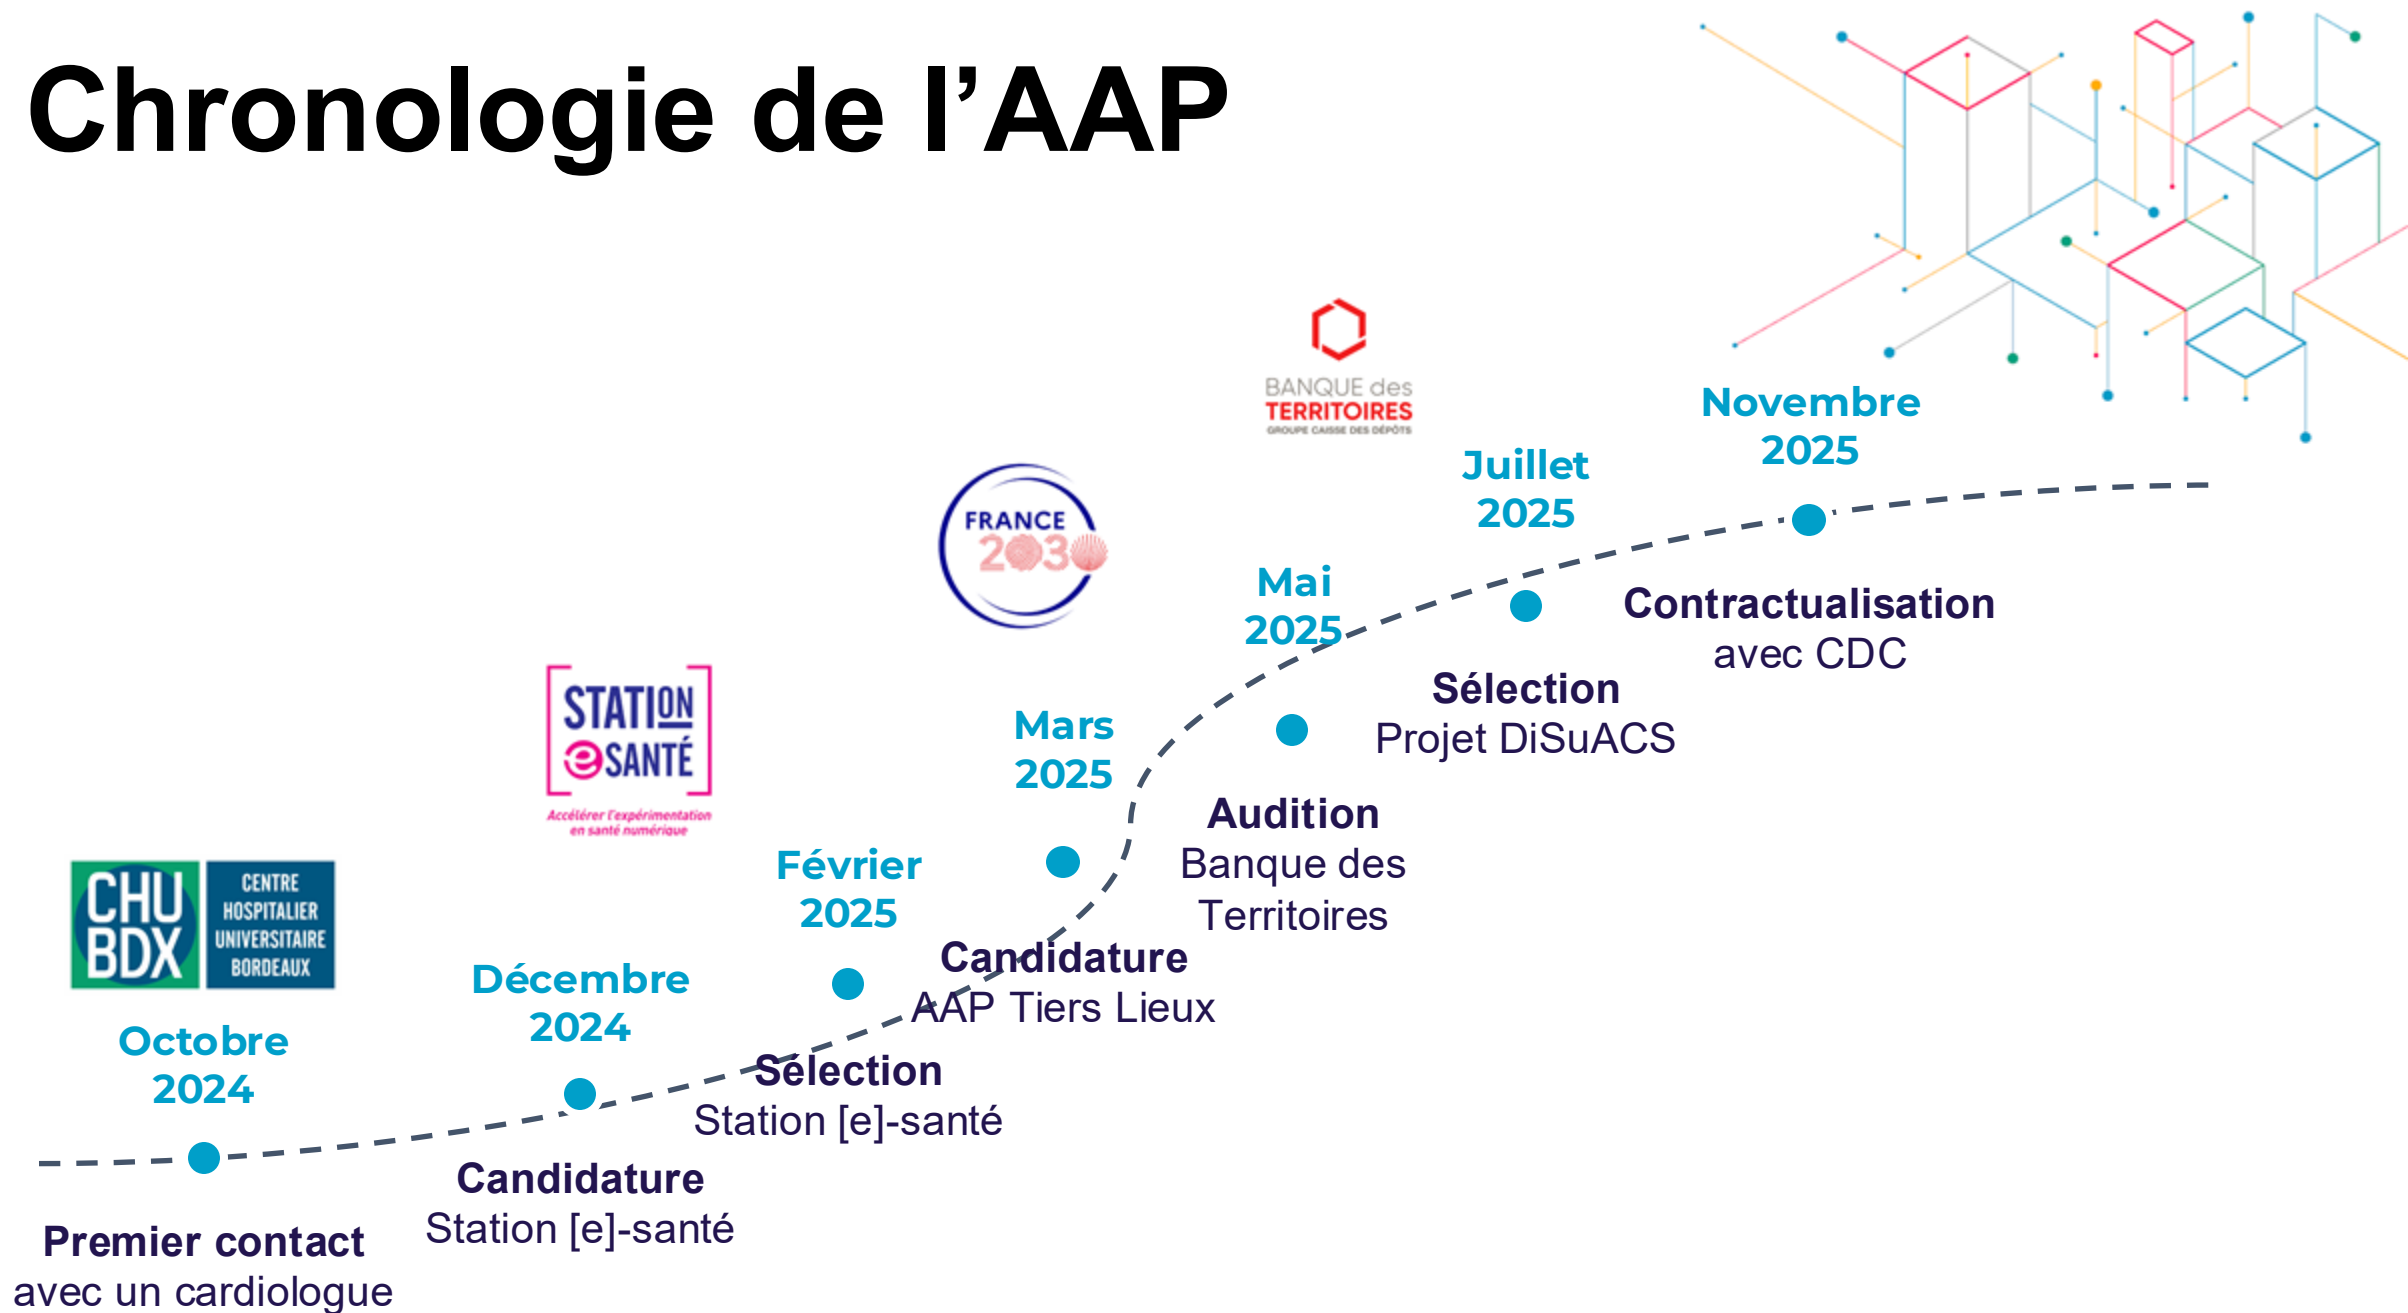 Chronologie de l’AAP
BANQUE des
TERRITOIRES
GROUPE CAISSE DES DÉPÔTS
Novembre
2025
Juillet
2025
FRANCE
2030
Mai
2025
Contractualisation
avec CDC
Sélection
Projet DiSuACS
STATION
e SANTÉ
Accélérer l'expérimentation
en santé numérique
Mars
2025
Audition
Banque des
Territoires
CHU
BDX
CENTRE
HOSPITALIER
UNIVERSITAIRE
BORDEAUX
Février
2025
Candidature
AAP Tiers Lieux
Décembre
2024
Octobre
2024
Sélection
Station [e]-santé
Candidature
Station [e]-santé
Premier contact
avec un cardiologue